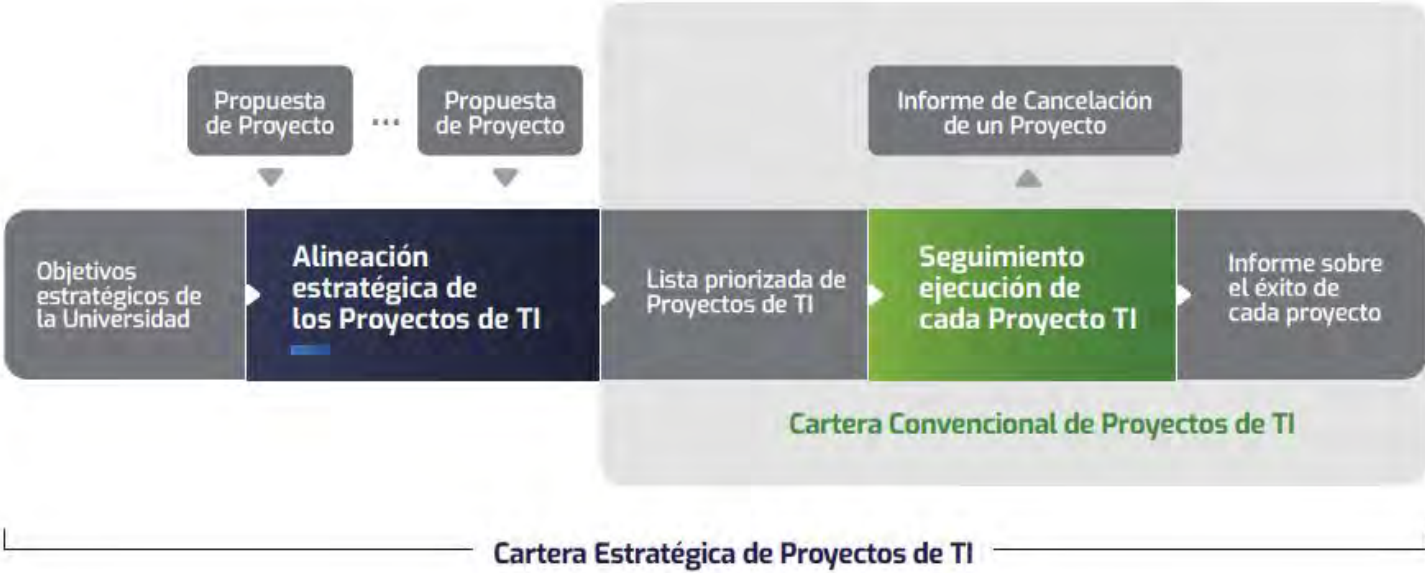 Propuesta
de Proyecto
...
Propuesta
de Proyecto
Informe de Cancelación
de un Proyecto
Objetivos
estratégicos de
la Universidad
Alineación
estratégica de
los Proyectos de TI
Lista priorizada de
Proyectos de TI
Seguimiento
ejecución de
cada Proyecto TI
Informe sobre
el éxito de
cada proyecto
Cartera Convencional de Proyectos de TI
Cartera Estratégica de Proyectos de TI